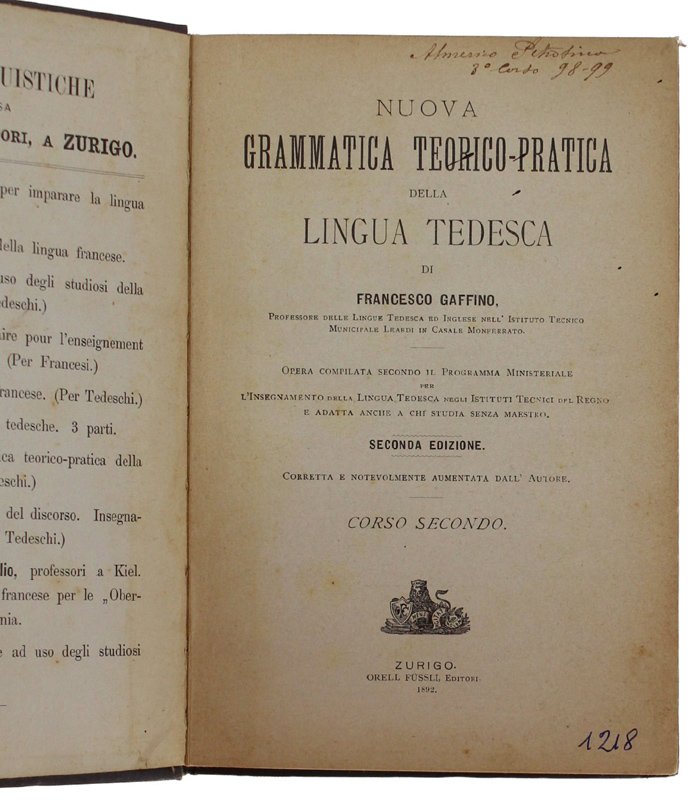 UISTICHE
SA
ORI, A ZURIGO.
per imparare la lingua
della lingua francese.
uso degli studiosi della
edeschi.)
ire pour l'enseignement
(Per Francesi.)
rancese. (Per Tedeschi.)
tedesche. 3 parti.
ca teorico-pratica della
eschi.)
del discorso. Insegna-
Tedeschi.)
lio, professori a Kiel.
francese per le „Ober-
nia.
e ad uso degli studiosi
3º Corso 98-99
NUOVA
GRAMMATICA TEORICO-PRATICA
DELLA
LINGUA TEDESCA
DI
FRANCESCO GAFFINO,
PROFESSORE DELLE LINGUE TEDESCA ED INGLESE NELL' ISTITUTO TECNICO
MUNICIPALE LEARDI IN CASALE MONFERRATO.
OPERA COMPILATA SECONDO IL PROGRAMMA MINISTERIALE
PER
L'INSEGNAMENTO DELLA LINGUA TEDESCA NEGLI ISTITUTI TECNICI DEL REGNO
E ADATTA ANCHE A CHI STUDIA SENZA MAESTRO.
SECONDA EDIZIONE.
CORRETTA E NOTEVOLMENTE AUMENTATA DALL' AUTORE.
CORSO SECONDO.
ZURIGO.
ORELL FÜSSLI, EDITORI.
1892.
1218